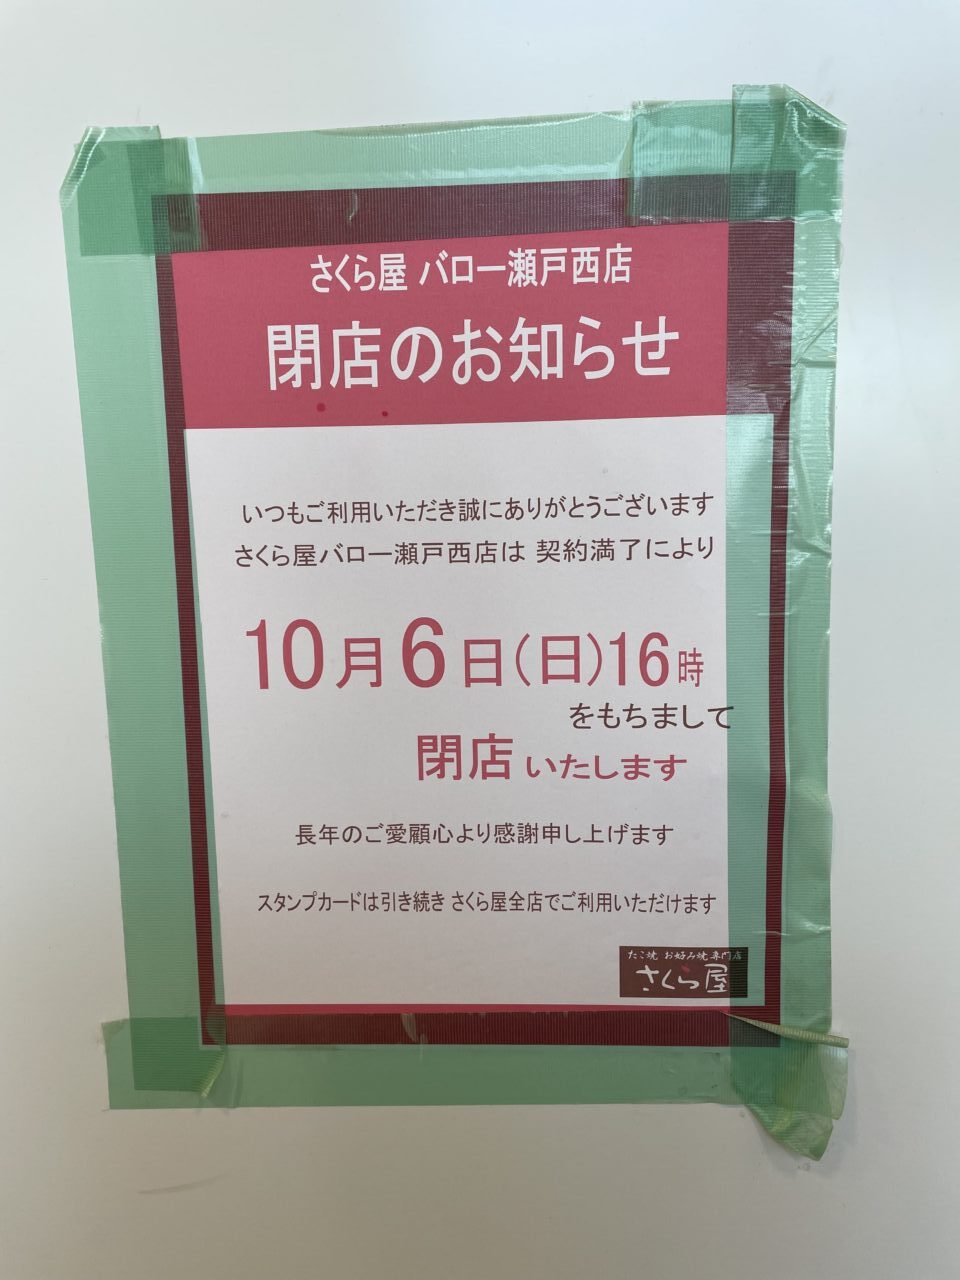 さくら屋 バロー瀬戸西店
閉店のお知らせ
いつもご利用いただき誠にありがとうございます
さくら屋バロー瀬戸西店は 契約満了により
10月6日(日)16時
をもちまして
閉店いたします
長年のご愛顧心より感謝申し上げます
スタンプカードは引き続き さくら屋全店でご利用いただけます
たこ焼 お好み焼専門店
さくら屋